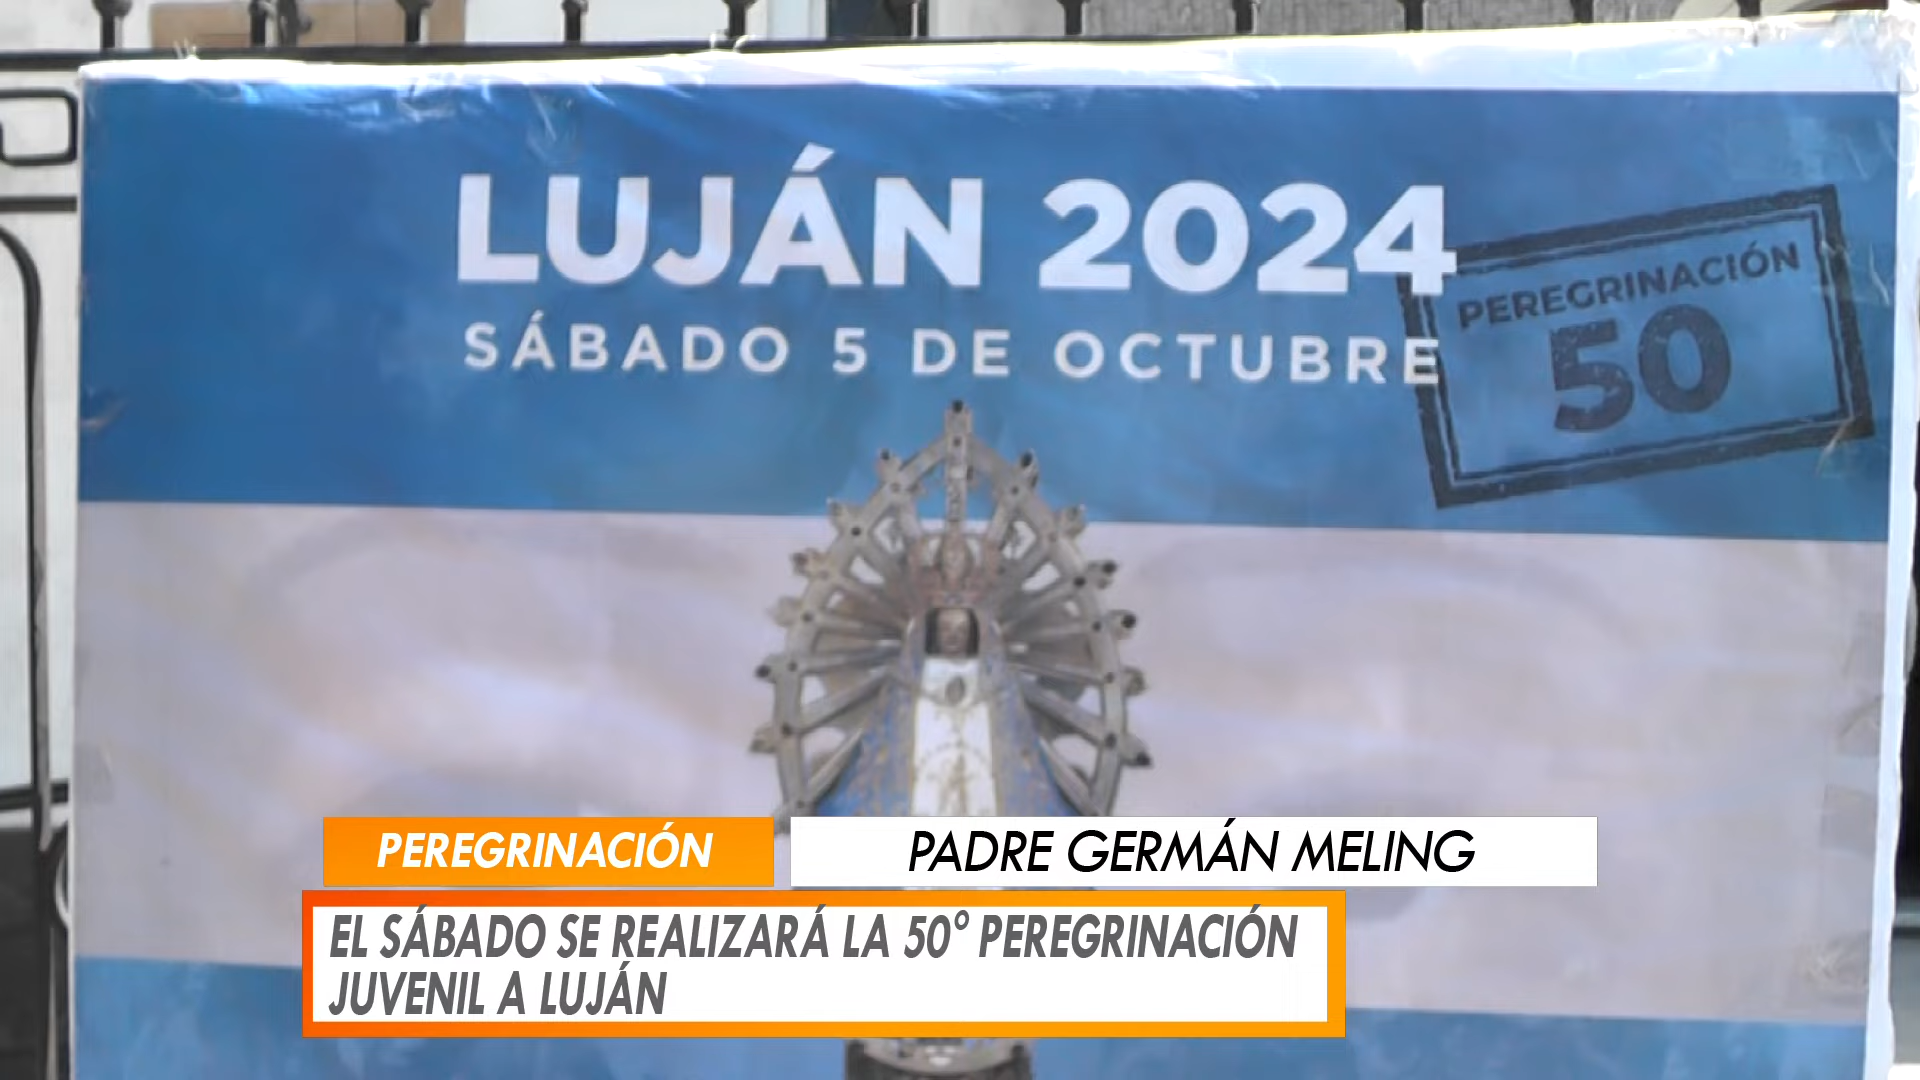 LUJÁN 2024
SÁBADO 5 DE OCTUBRE
PEREGRINACIÓN
50
PEREGRINACIÓN
PADRE GERMÁN MELING
EL SÁBADO SE REALIZARÁ LA 50° PEREGRINACIÓN
JUVENIL A LUJÁN